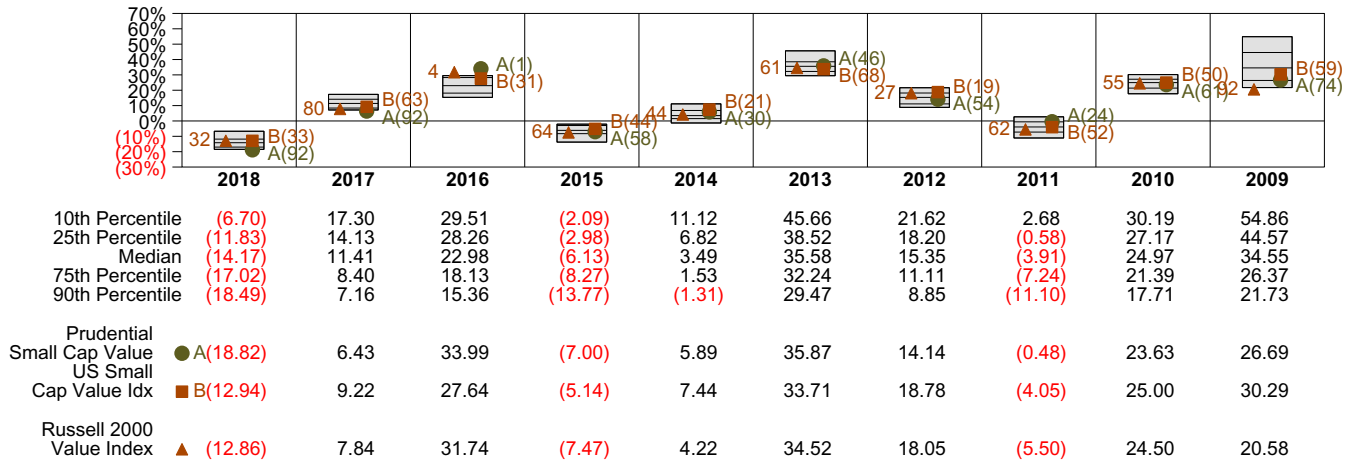 70%
60%
50%
40%
30%
20%
10%
0%
(10%)
(20%)
(30%)
32 B(33) A(92)
80 B(63) A(92)
4 A(1) B(31)
64 B(44) A(58)
44 B(21) A(30)
61 A(46) B(68)
27 B(19) A(54)
62 A(24) B(52)
55 B(50) A(61)
92 B(59) A(74)
2018 2017 2016 2015 2014 2013 2012 2011 2010 2009
10th Percentile (6.70) 17.30 29.51 (2.09) 11.12 45.66 21.62 2.68 30.19 54.86
25th Percentile (11.83) 14.13 28.26 (2.98) 6.82 38.52 18.20 (0.58) 27.17 44.57
Median (14.17) 11.41 22.98 (6.13) 3.49 35.58 15.35 (3.91) 24.97 34.55
75th Percentile (17.02) 8.40 18.13 (8.27) 1.53 32.24 11.11 (7.24) 21.39 26.37
90th Percentile (18.49) 7.16 15.36 (13.77) (1.31) 29.47 8.85 (11.10) 17.71 21.73
Prudential
Small Cap Value A (18.82) 6.43 33.99 (7.00) 5.89 35.87 14.14 (0.48) 23.63 26.69
US Small
Cap Value Idx B (12.94) 9.22 27.64 (5.14) 7.44 33.71 18.78 (4.05) 25.00 30.29
Russell 2000
Value Index (12.86) 7.84 31.74 (7.47) 4.22 34.52 18.05 (5.50) 24.50 20.58